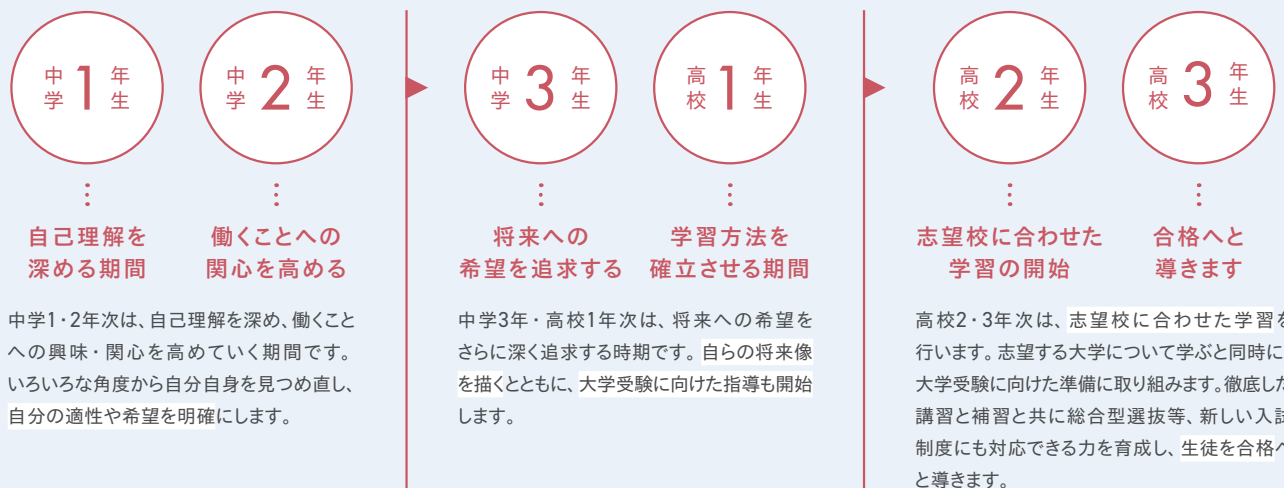 中学1年生
中学2年生
自己理解を
深める期間
働くことへの
関心を高める
中学1・2年次は、自己理解を深め、働くこと
への興味・関心を高めていく期間です。
いろいろな角度から自分自身を見つめ直し、
自分の適性や希望を明確にします。
中学3年生
高校1年生
将来への
希望を追求する
学習方法を
確立させる期間
中学3年・高校1年次は、将来への希望を
さらに深く追求する時期です。自らの将来像
を描くとともに、大学受験に向けた指導も開始
します。
高校2年生
高校3年生
志望校に合わせた
学習の開始
合格へと
導きます
高校2・3年次は、志望校に合わせた学習を
行います。志望する大学について学ぶと同時に
大学受験に向けた準備に取り組みます。徹底した
講習と補習と共に総合型選抜等、新しい入試
制度にも対応できる力を育成し、生徒を合格へ
と導きます。